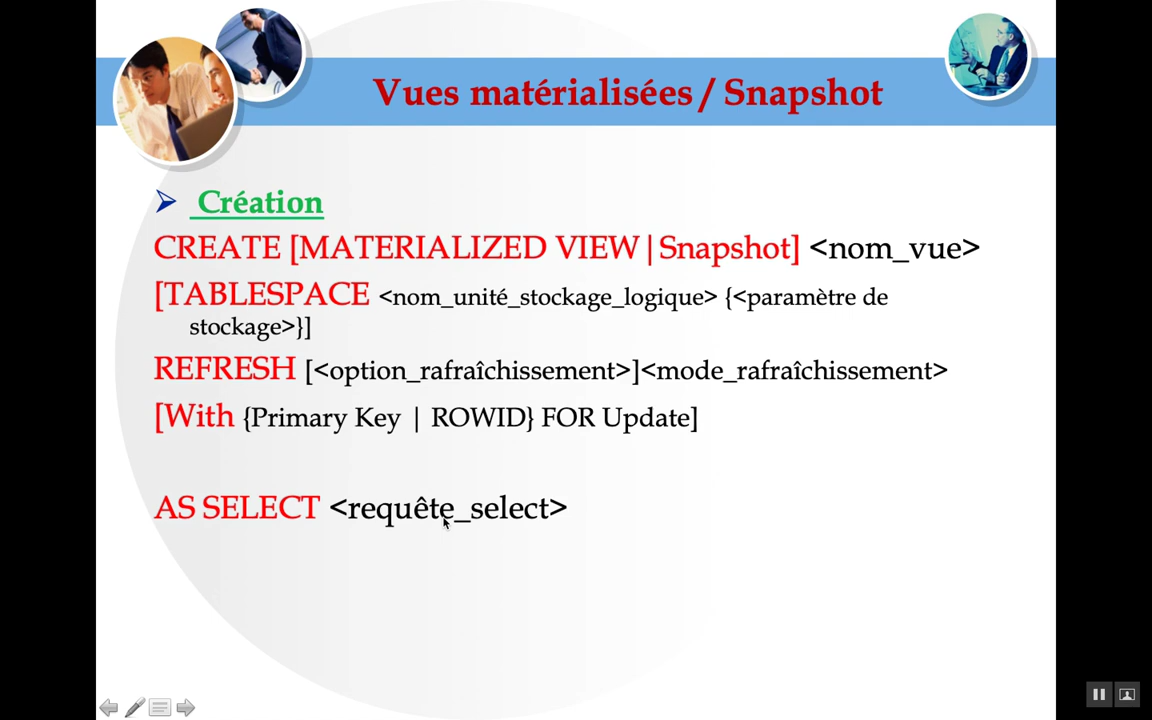 Vues matérialisées / Snapshot
Création
CREATE [MATERIALIZED VIEW|Snapshot] <nom_vue>
[TABLESPACE <nom_unité_stockage_logique> {<paramètre de
stockage>}]
REFRESH [<option_rafraîchissement>]<mode_rafraîchissement>
[With {Primary Key | ROWID} FOR Update]
AS SELECT <requête_select>